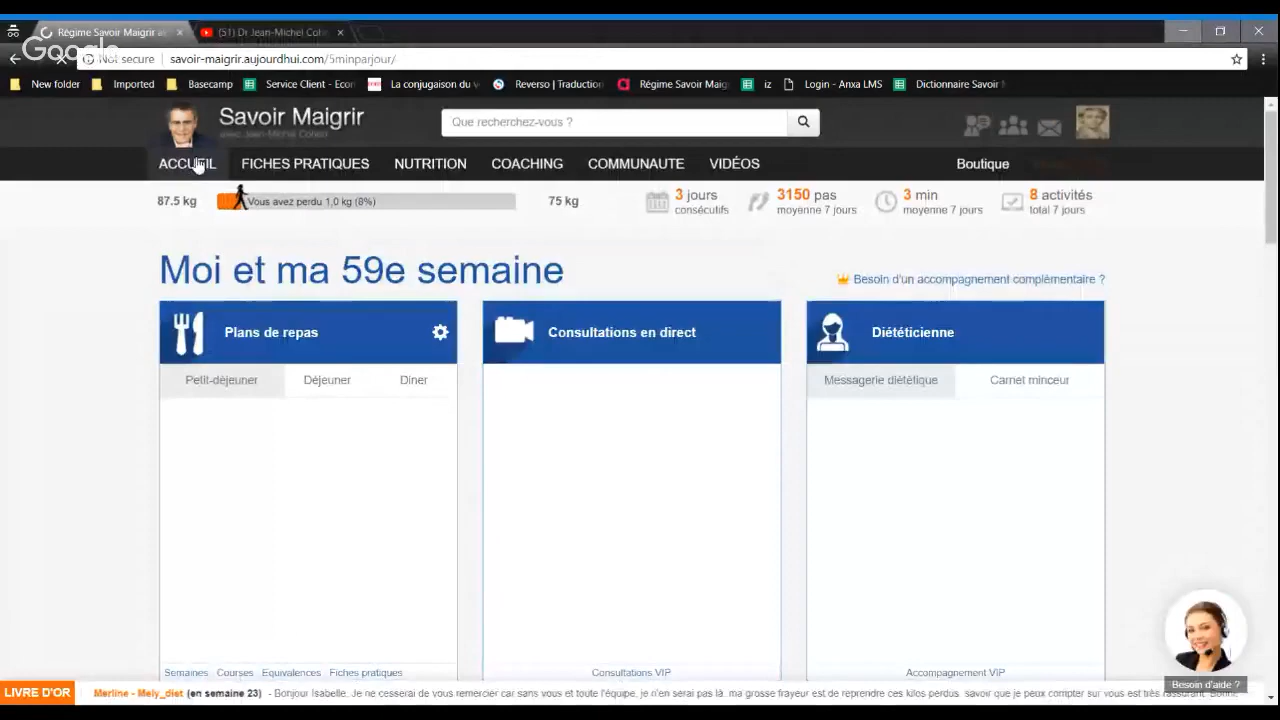 Régime Savoir Maigrir
(51) Dr Jean-Michel Cohe
Google
Not secure
savoir-maigrir.aujourdhui.com/5minparjour/
New folder
Imported
Basecamp
Service Client - Econ
La conjugaison du v
Reverso | Traduction
Régime Savoir Maig
iz
Login - Anxa LMS
Dictionnaire Savoir
Savoir Maigrir
avec Jean-Michel Cohen
Que recherchez-vous ?
ACCUEIL
FICHES PRATIQUES
NUTRITION
COACHING
COMMUNAUTE
VIDÉOS
Boutique
87.5 kg
Vous avez perdu 1,0 kg (8%)
75 kg
3 jours
consécutifs
3150 pas
moyenne 7 jours
3 min
moyenne 7 jours
8 activités
total 7 jours
Moi et ma 59e semaine
Besoin d'un accompagnement complémentaire ?
Plans de repas
Consultations en direct
Diététicienne
Petit-déjeuner
Déjeuner
Diner
Messagerie diététique
Carnet minceur
Semaines
Courses
Equivalences
Fiches pratiques
Consultations VIP
Accompagnement VIP
Besoin d'aide ?
LIVRE D'OR
Merline - Mely_dist (en semaine 23) - Bonjour Isabelle. Je ne cesserai de vous remercier car sans vous et toute l'équipe, je n'en serai pas là. ma grosse frayeur est de reprendre ces kilos perdus. savoir que je peux compter sur vous est très rassurant. Bonne